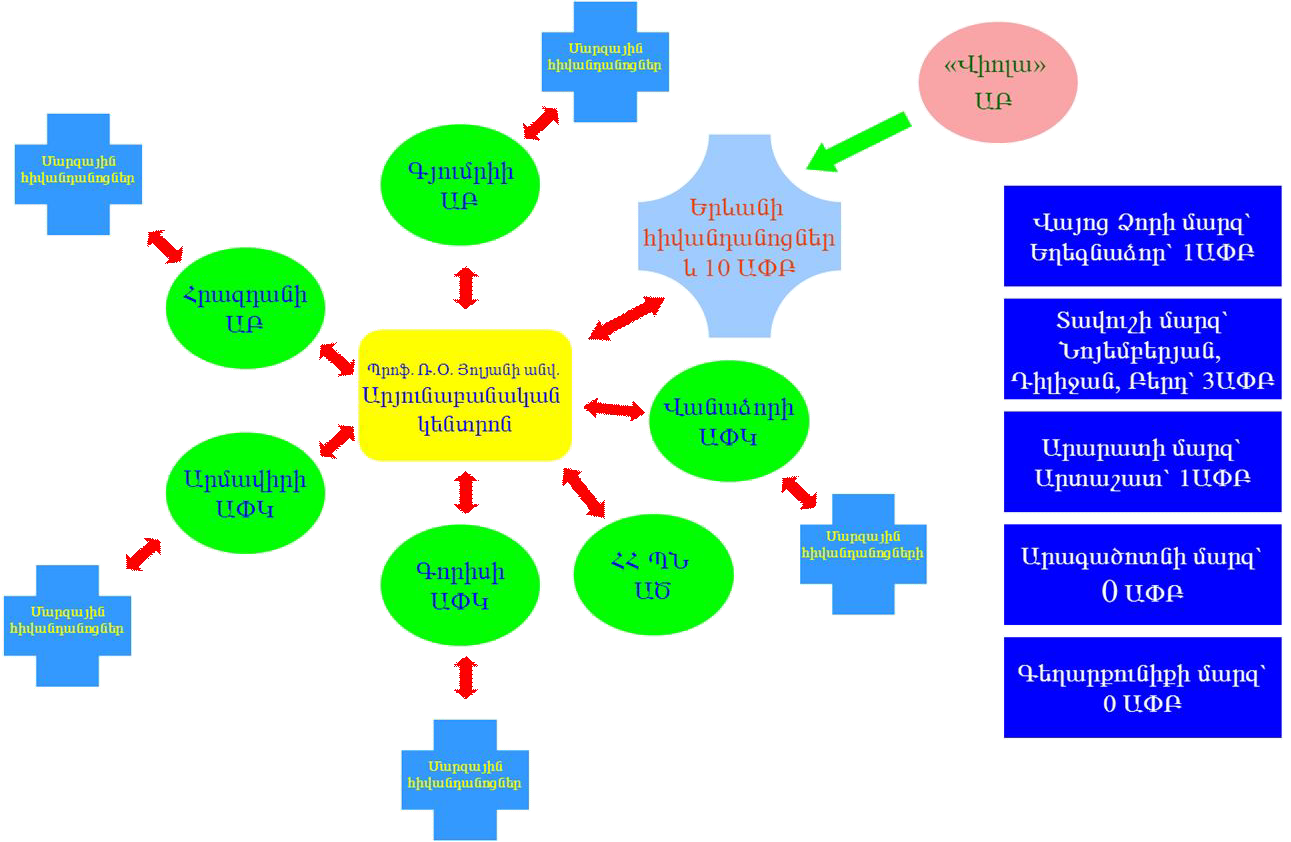 Մարզային
հիվանդանոցներ
«Վիոլա»
ԱԲ
Մարզային
հիվանդանոցներ
Գյումրիի
ԱԲ
Երևանի
հիվանդանոցներ
և 10 ԱՓԲ
Վայոց Ձորի մարզ՝
Եղեգնաձոր՝ 1ԱՓԲ
Հրազդանի
ԱԲ
Տավուշի մարզ՝
Նոյեմբերյան,
Դիլիջան, Բերդ՝ 3ԱՓԲ
Պրոֆ. Ռ.Օ. Յոլյանի անվ.
Արյունաբանական
կենտրոն
Վանաձորի
ԱՓԿ
Արարատի մարզ՝
Արտաշատ՝ 1ԱՓԲ
Արմավիրի
ԱՓԿ
Մարզային
հիվանդանոցների
Գորիսի
ԱՓԿ
ՀՀ ՊՆ
ԱԾ
Արագածոտնի մարզ՝
0 ԱՓԲ
Մարզային
հիվանդանոցներ
Գեղարքունիքի մարզ՝
0 ԱՓԲ
Մարզային
հիվանդանոցներ